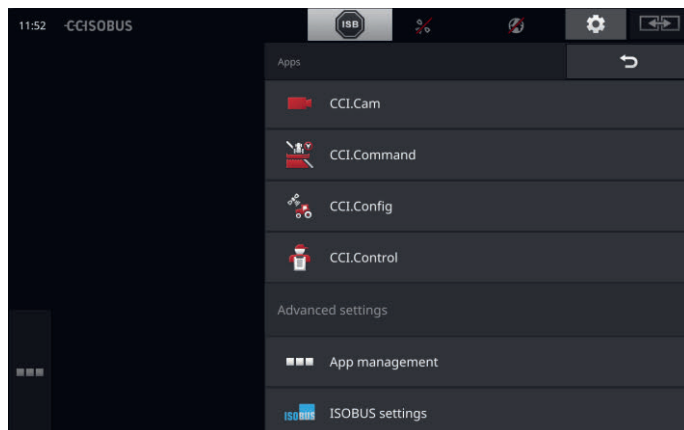 11:52 CCISOBUS
ISB
Apps
CCI.Cam
CCI.Command
CCI.Config
CCI.Control
Advanced settings
App management
ISOBUS ISOBUS settings